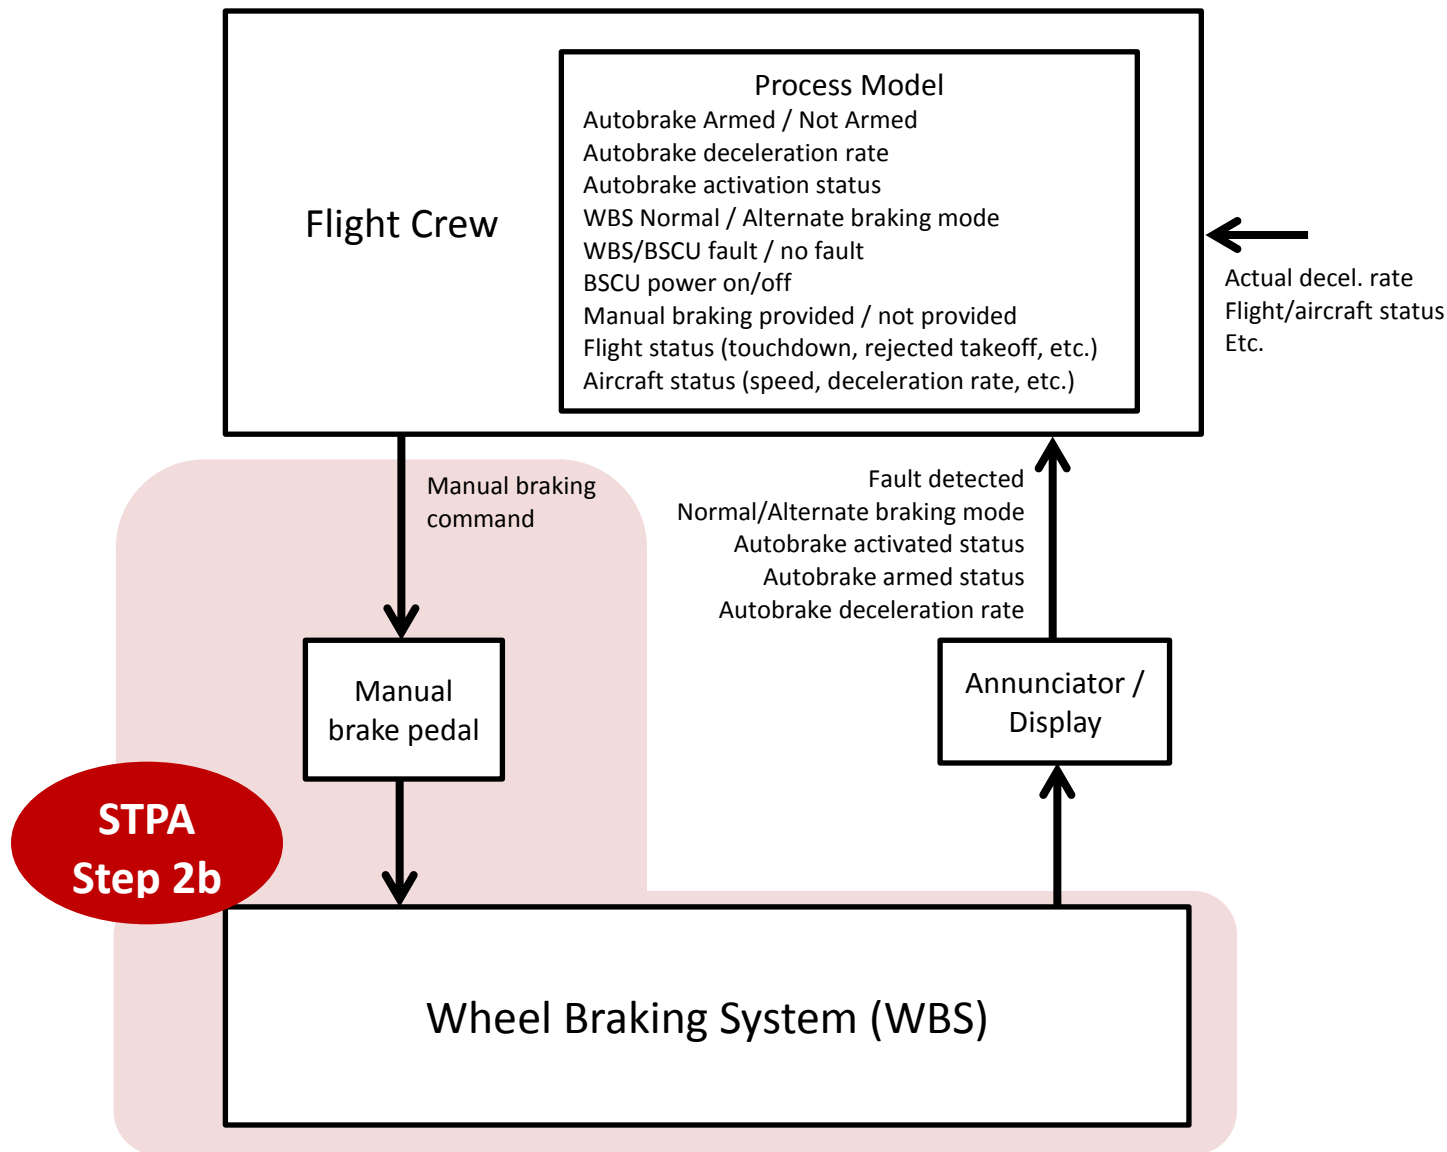 Process Model
Autobrake Armed / Not Armed
Autobrake deceleration rate
Autobrake activation status
WBS Normal / Alternate braking mode
WBS/BSCU fault / no fault
BSCU power on/off
Manual braking provided / not provided
Flight status (touchdown, rejected takeoff, etc.)
Aircraft status (speed, deceleration rate, etc.)
Flight Crew
Actual decel. rate
Flight/aircraft status
Etc.
Manual braking
command
Fault detected
Normal/Alternate braking mode
Autobrake activated status
Autobrake armed status
Autobrake deceleration rate
Manual
brake pedal
Annunciator /
Display
STPA
Step 2b
Wheel Braking System (WBS)